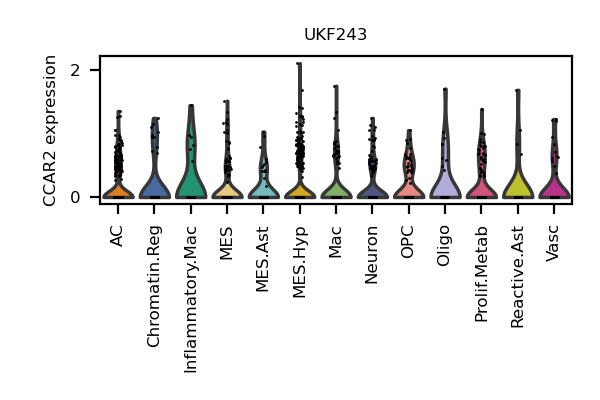 UKF243
CCAR2 expression
2
0
AC
Chromatin.Reg
Inflammatory.Mac
MES
MES.Ast
MES.Hyp
Mac
Neuron
OPC
Oligo
Prolif.Metab
Reactive.Ast
Vasc